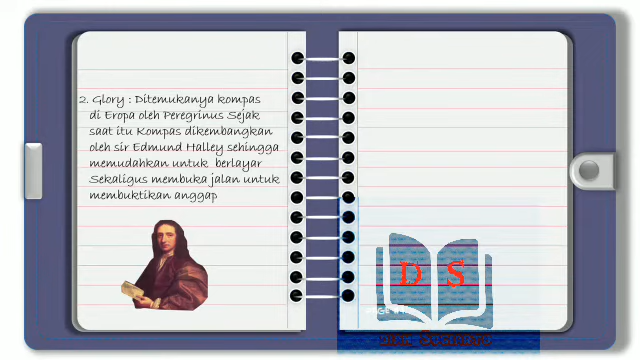 2. Glory : Ditemukanya kompas
di Eropa oleh Peregrinus Sejak
saat itu Kompas dikembangkan
oleh sir Edmund Halley sehingga
memudahkan untuk berlayar
Sekaligus membuka jalan untuk
membuktikan anggap
D S